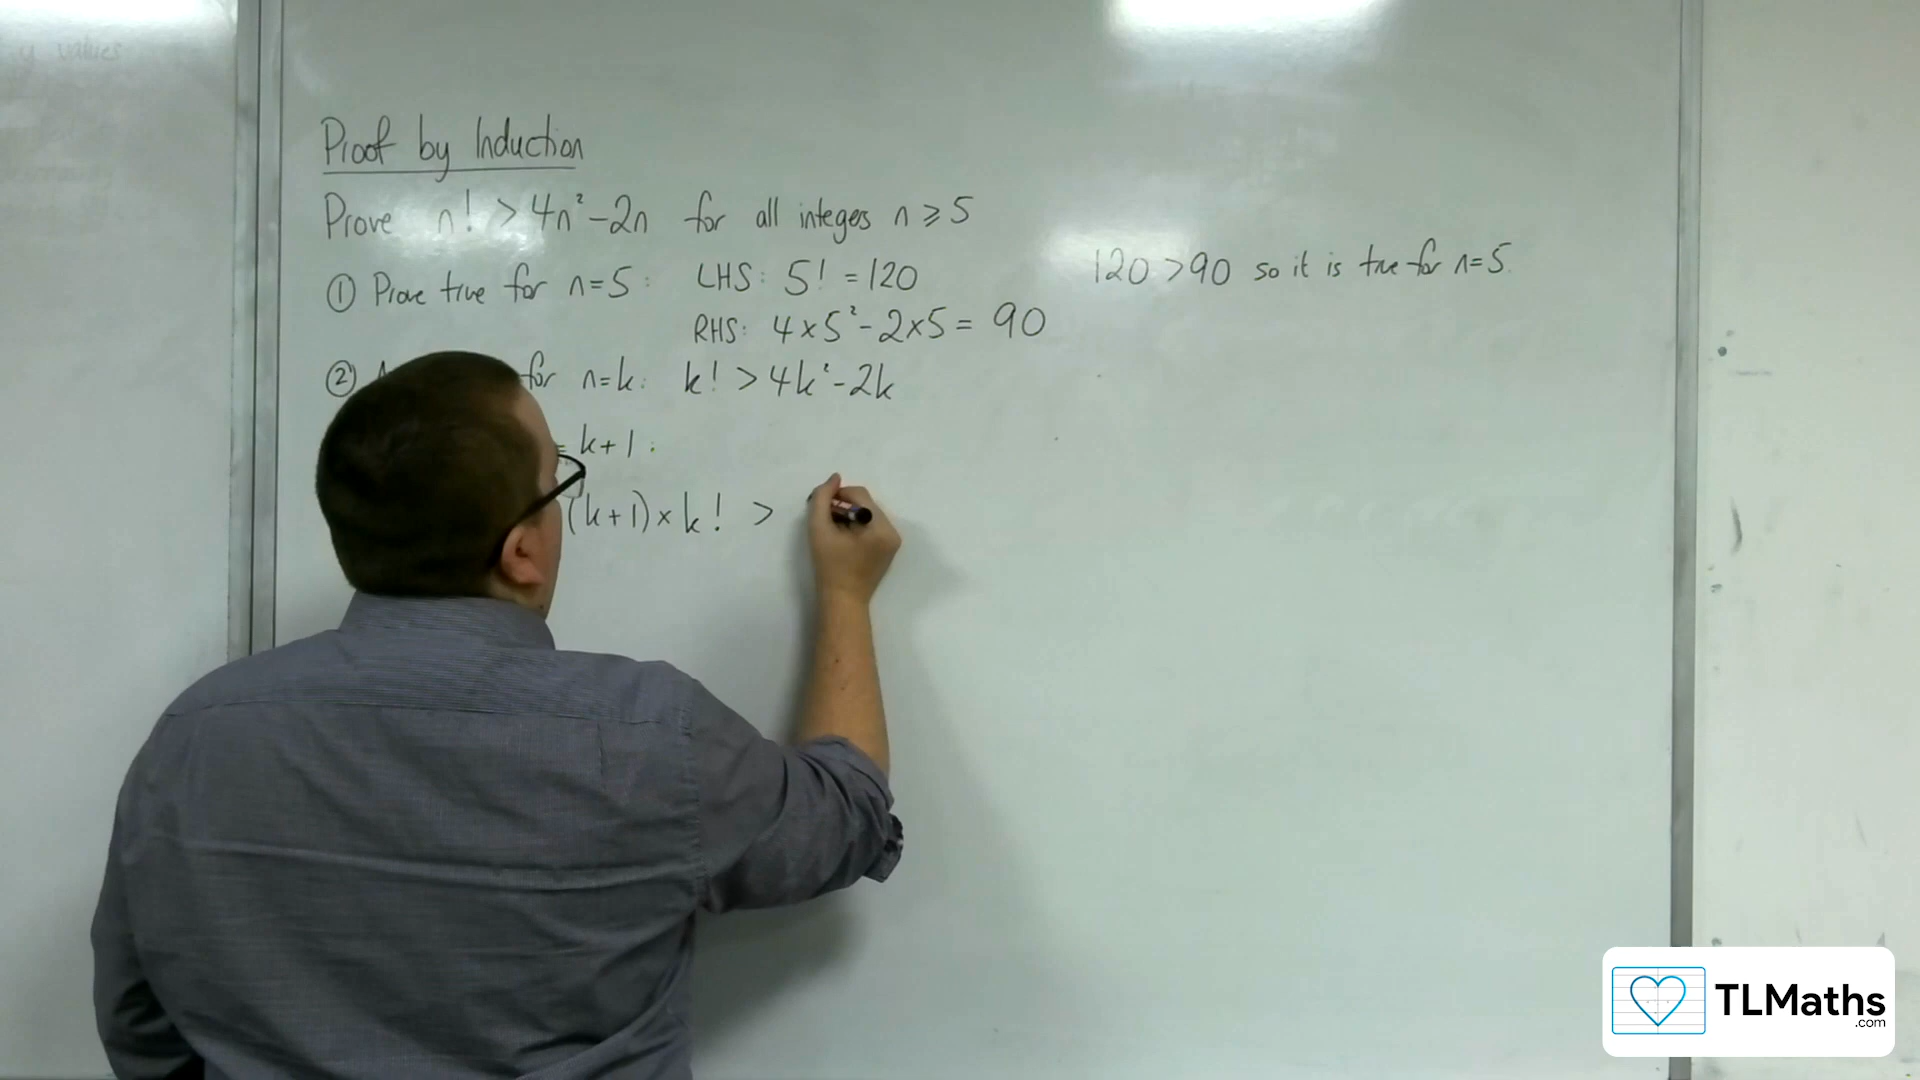 y values
Proof by Induction
Prove n! > 4n² - 2n for all integers n ⩾ 5
① Prove true for n=5: LHS: 5! = 120
120 > 90 so it is true for n=5.
RHS: 4×5² - 2×5 = 90
② for n=k: k! > 4k² - 2k
= k+1:
(k+1) × k! >
TLMaths
.com